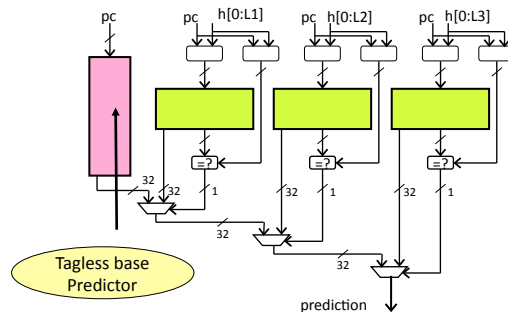 pc
pc h[0:L1]
pc h[0:L2]
pc h[0:L3]
=?
=?
=?
32
32
1
32
1
32
1
32
32
Tagless base
Predictor
prediction